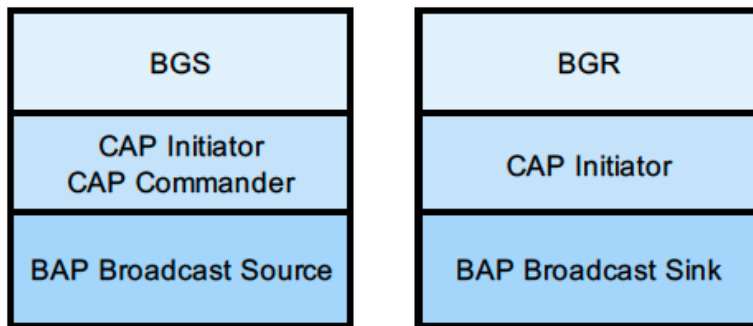 BGS
CAP Initiator
CAP Commander
BAP Broadcast Source
BGR
CAP Initiator
BAP Broadcast Sink